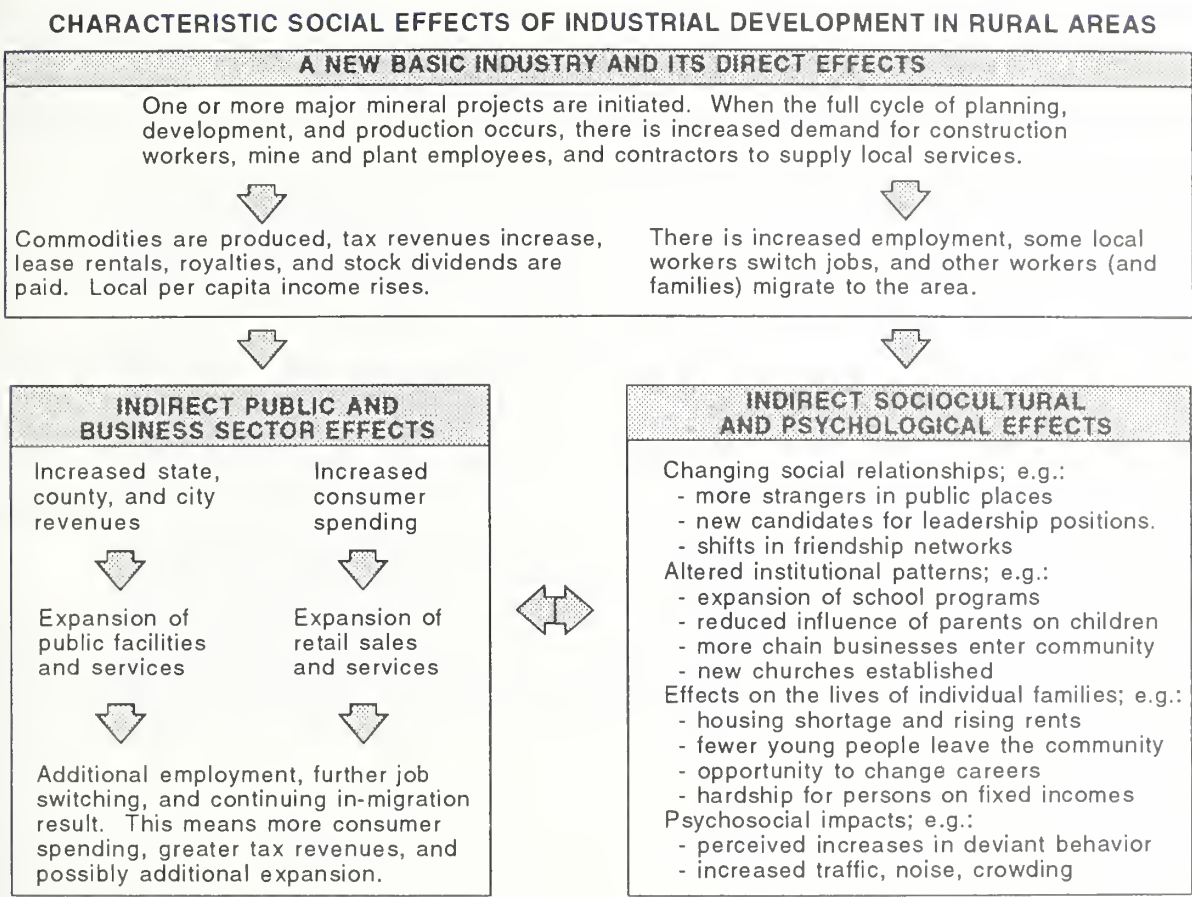 CHARACTERISTIC SOCIAL EFFECTS OF INDUSTRIAL DEVELOPMENT IN RURAL AREAS
A NEW BASIC INDUSTRY AND ITS DIRECT EFFECTS
One or more major mineral projects are initiated. When the full cycle of planning,
development, and production occurs, there is increased demand for construction
workers, mine and plant employees, and contractors to supply local services.
Commodities are produced, tax revenues increase,
lease rentals, royalties, and stock dividends are
paid. Local per capita income rises.
There is increased employment, some local
workers switch jobs, and other workers (and
families) migrate to the area.
INDIRECT PUBLIC AND
BUSINESS SECTOR EFFECTS
Increased state,
county, and city
revenues
Increased
consumer
spending
Expansion of
public facilities
and services
Expansion of
retail sales
and services
Additional employment, further job
switching, and continuing in-migration
result. This means more consumer
spending, greater tax revenues, and
possibly additional expansion.
INDIRECT SOCIOCULTURAL
AND PSYCHOLOGICAL EFFECTS
Changing social relationships; e.g.:
- more strangers in public places
- new candidates for leadership positions.
- shifts in friendship networks
Altered institutional patterns; e.g.:
- expansion of school programs
- reduced influence of parents on children
- more chain businesses enter community
- new churches established
Effects on the lives of individual families; e.g.:
- housing shortage and rising rents
- fewer young people leave the community
- opportunity to change careers
- hardship for persons on fixed incomes
Psychosocial impacts; e.g.:
- perceived increases in deviant behavior
- increased traffic, noise, crowding